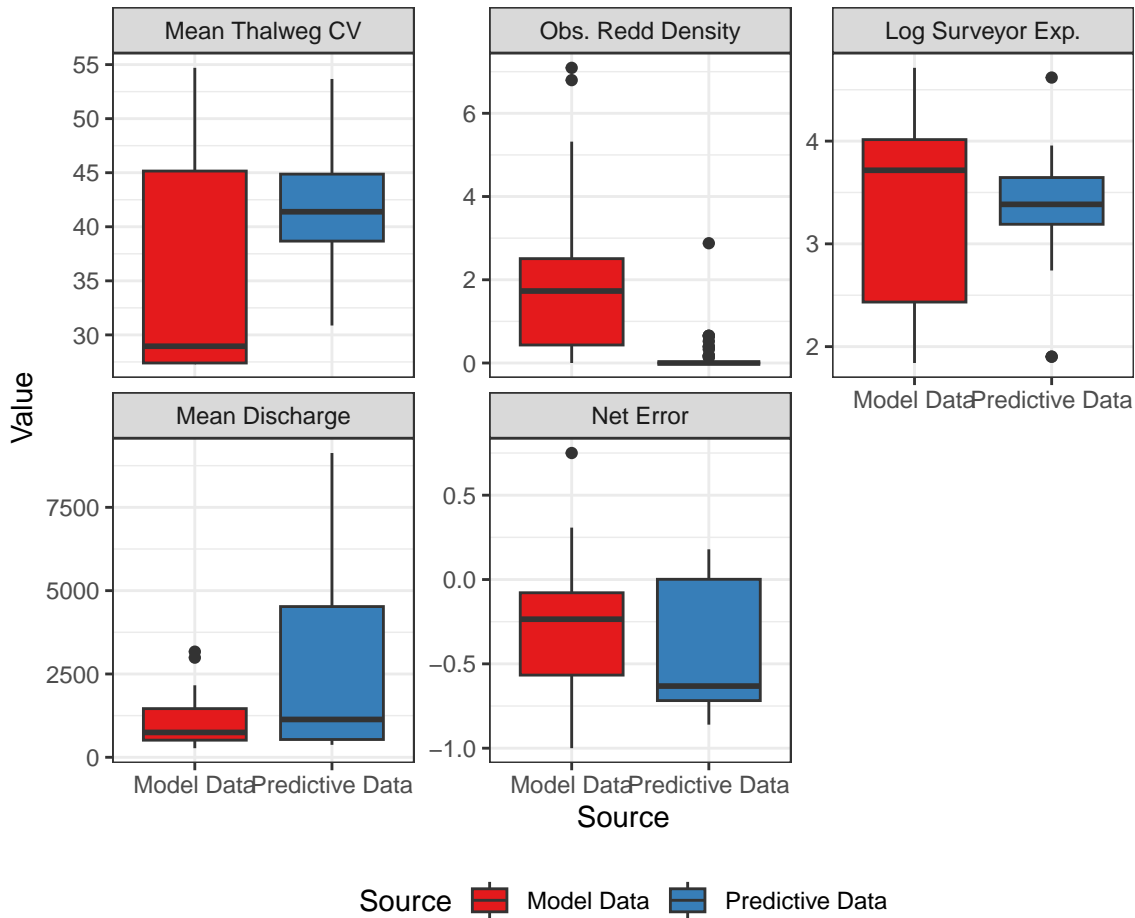 Mean Thalweg CV
Obs. Redd Density
Log Surveyor Exp.
55
50
45
40
35
30
6
4
2
0
4
3
2
Model Data
Predictive Data
Mean Discharge
Net Error
Value
7500
5000
2500
0
0.5
0.0
−0.5
−1.0
Model Data
Predictive Data
Model Data
Predictive Data
Source
Source
Model Data
Predictive Data